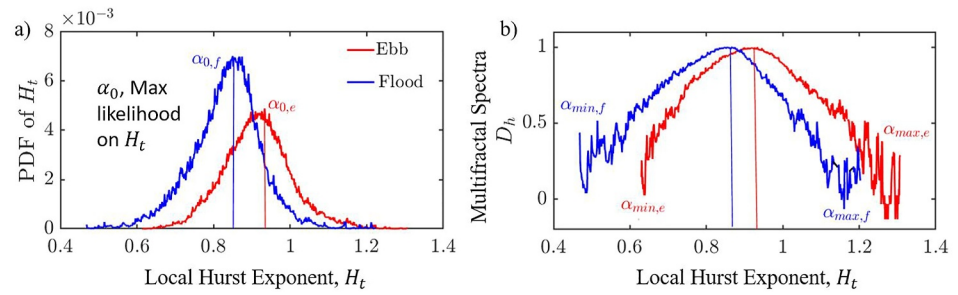 a)
×10⁻³
8
6
4
2
0
PDF of Hₜ
α₀,f
α₀,e
α₀, Max
likelihood
on Hₜ
Ebb
Flood
0.4 0.6 0.8 1 1.2 1.4
Local Hurst Exponent, Hₜ
b)
1
0.5
0
Multifractal Spectra
Dₕ
αmin,f
αmax,e
αmin,e
αmax,f
0.4 0.6 0.8 1 1.2 1.4
Local Hurst Exponent, Hₜ